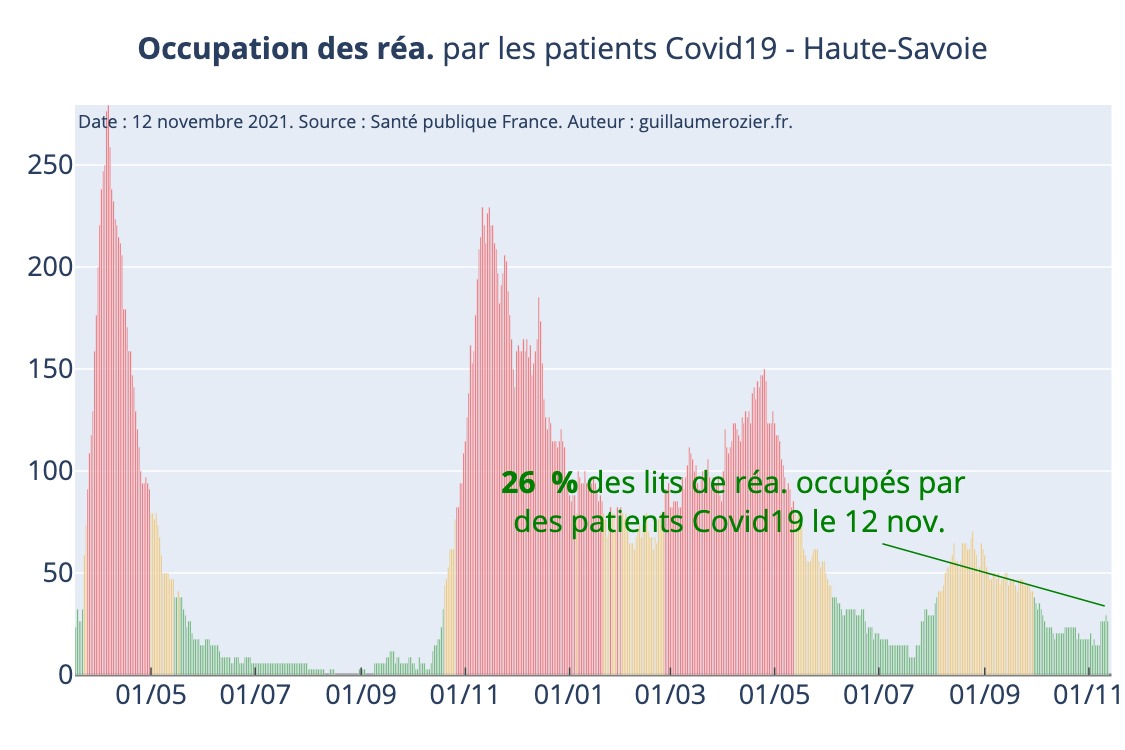 Occupation des réa. par les patients Covid19 - Haute-Savoie
Date : 12 novembre 2021. Source : Santé publique France. Auteur : guillaumerozier.fr.
250
200
150
100
50
0
26 % des lits de réa. occupés par
des patients Covid19 le 12 nov.
01/05 01/07 01/09 01/11 01/01 01/03 01/05 01/07 01/09 01/11